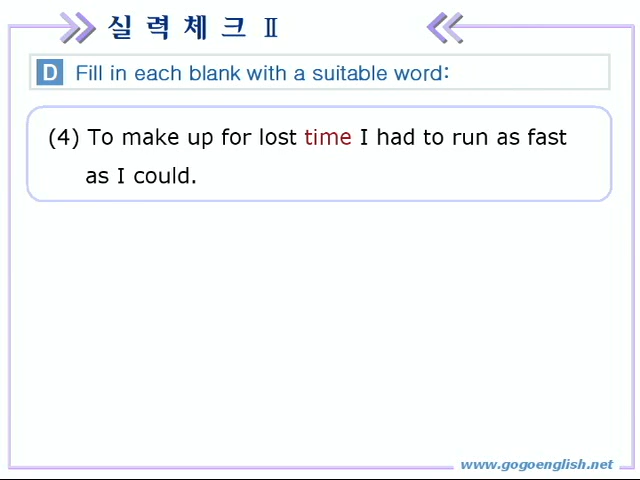 실 력 체 크 Ⅱ
D Fill in each blank with a suitable word:
(4) To make up for lost time I had to run as fast
as I could.
www.gogoenglish.net